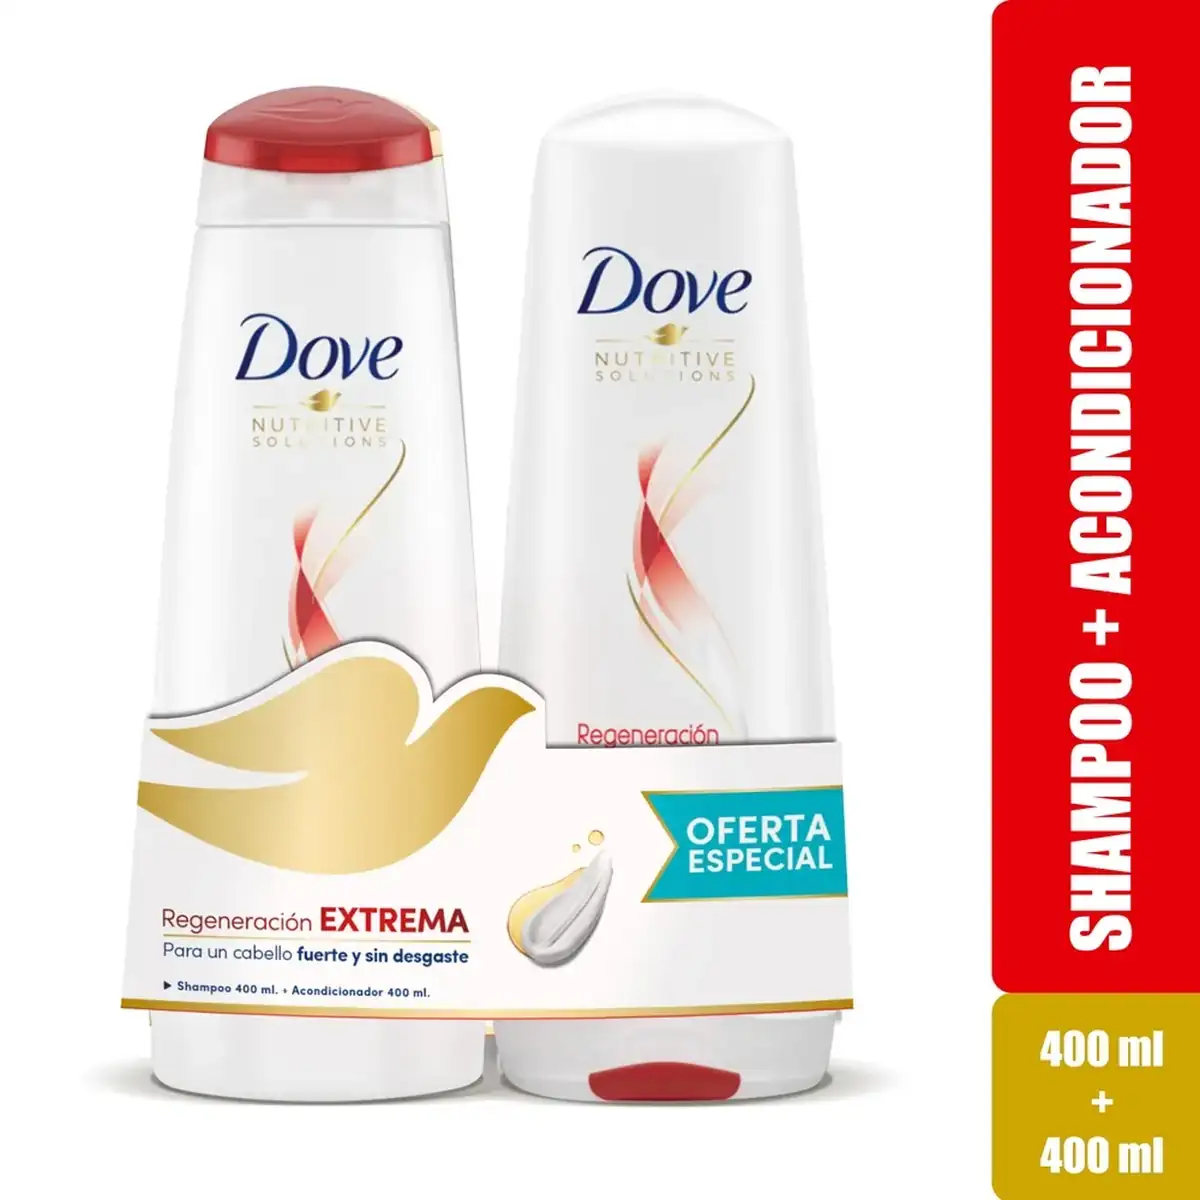 Dove
NUTRITIVE
SOLUTIONS
Dove
NUTRITIVE
SOLUTIONS
Regeneración
OFERTA
ESPECIAL
Regeneración EXTREMA
Para un cabello fuerte y sin desgaste
▶ Shampoo 400 ml. + Acondicionador 400 ml.
SHAMPOO + ACONDICIONADOR
400 ml
+
400 ml